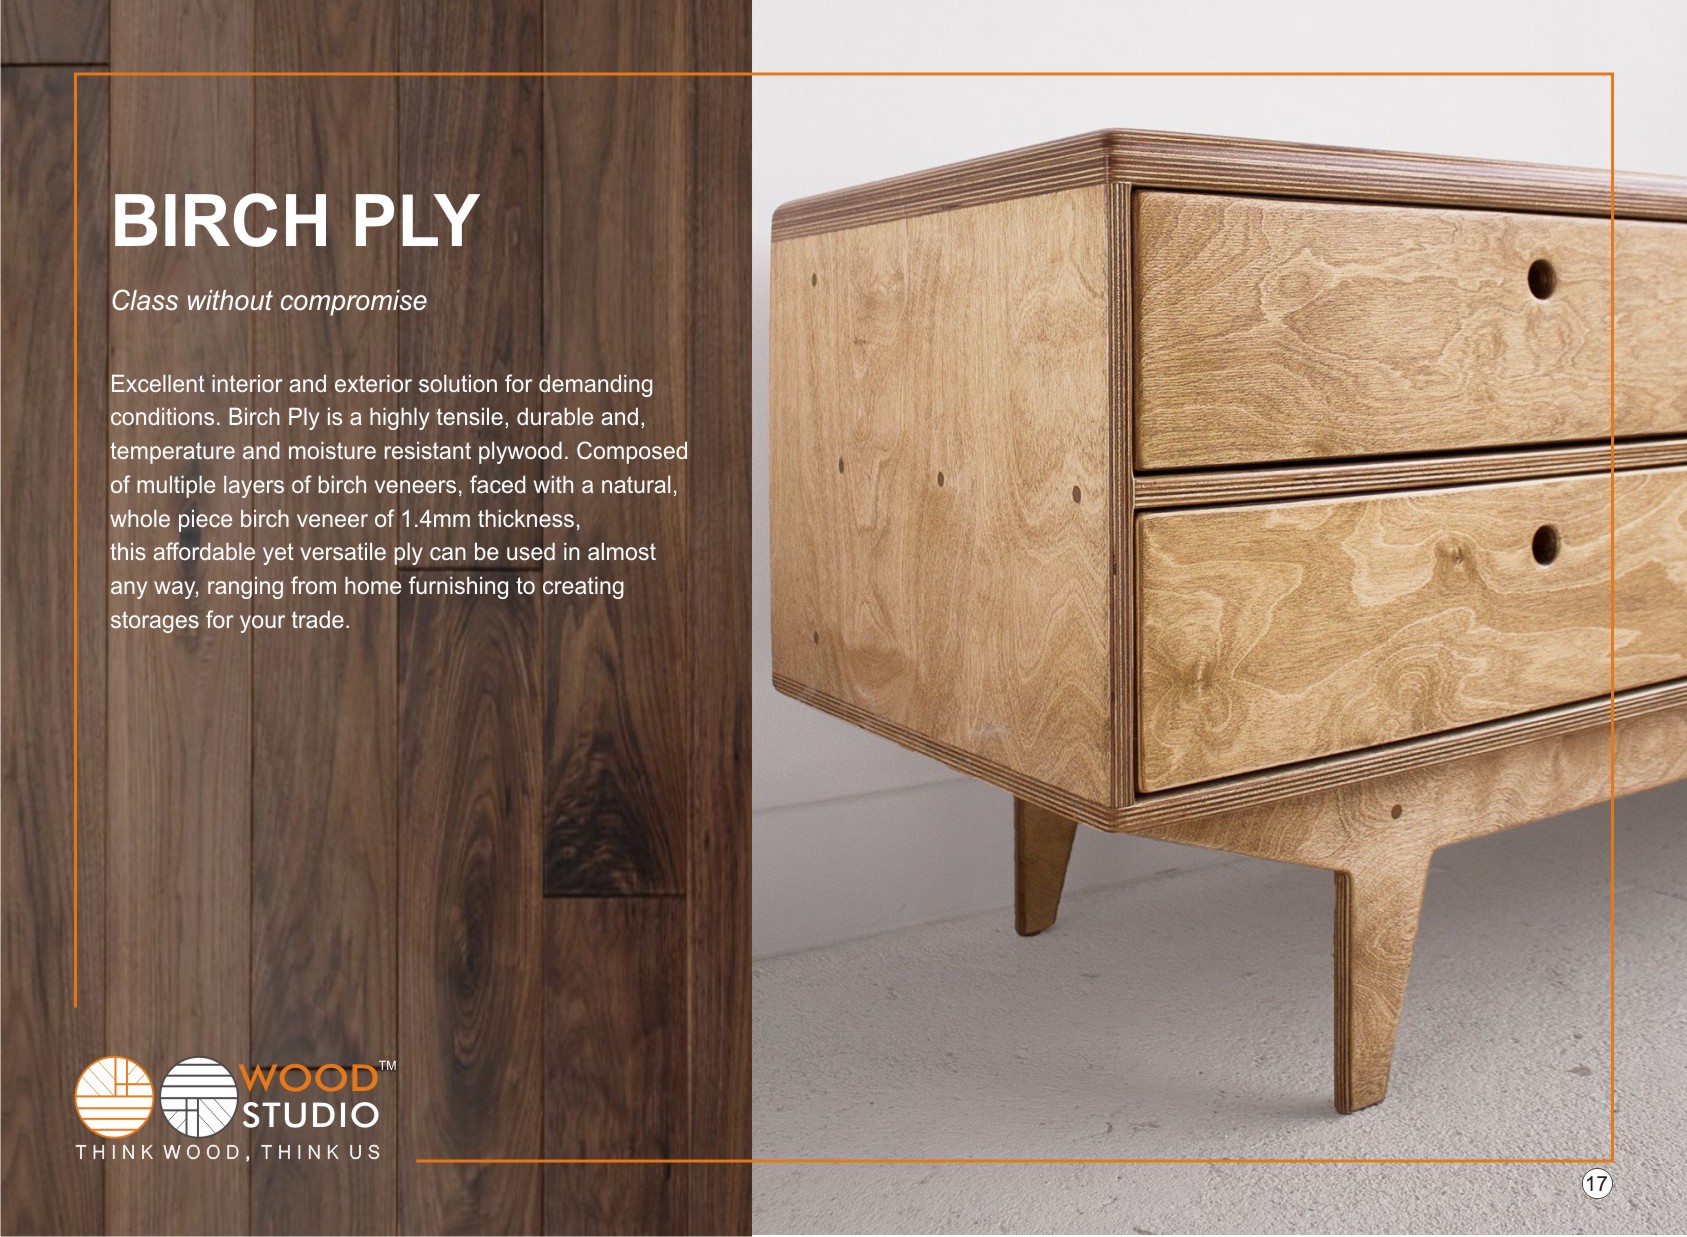 BIRCH PLY
Class without compromise
Excellent interior and exterior solution for demanding
conditions. Birch Ply is a highly tensile, durable and,
temperature and moisture resistant plywood. Composed
of multiple layers of birch veneers, faced with a natural,
whole piece birch veneer of 1.4mm thickness,
this affordable yet versatile ply can be used in almost
any way, ranging from home furnishing to creating
storages for your trade.
WOOD™
STUDIO
THINK WOOD, THINK US
17